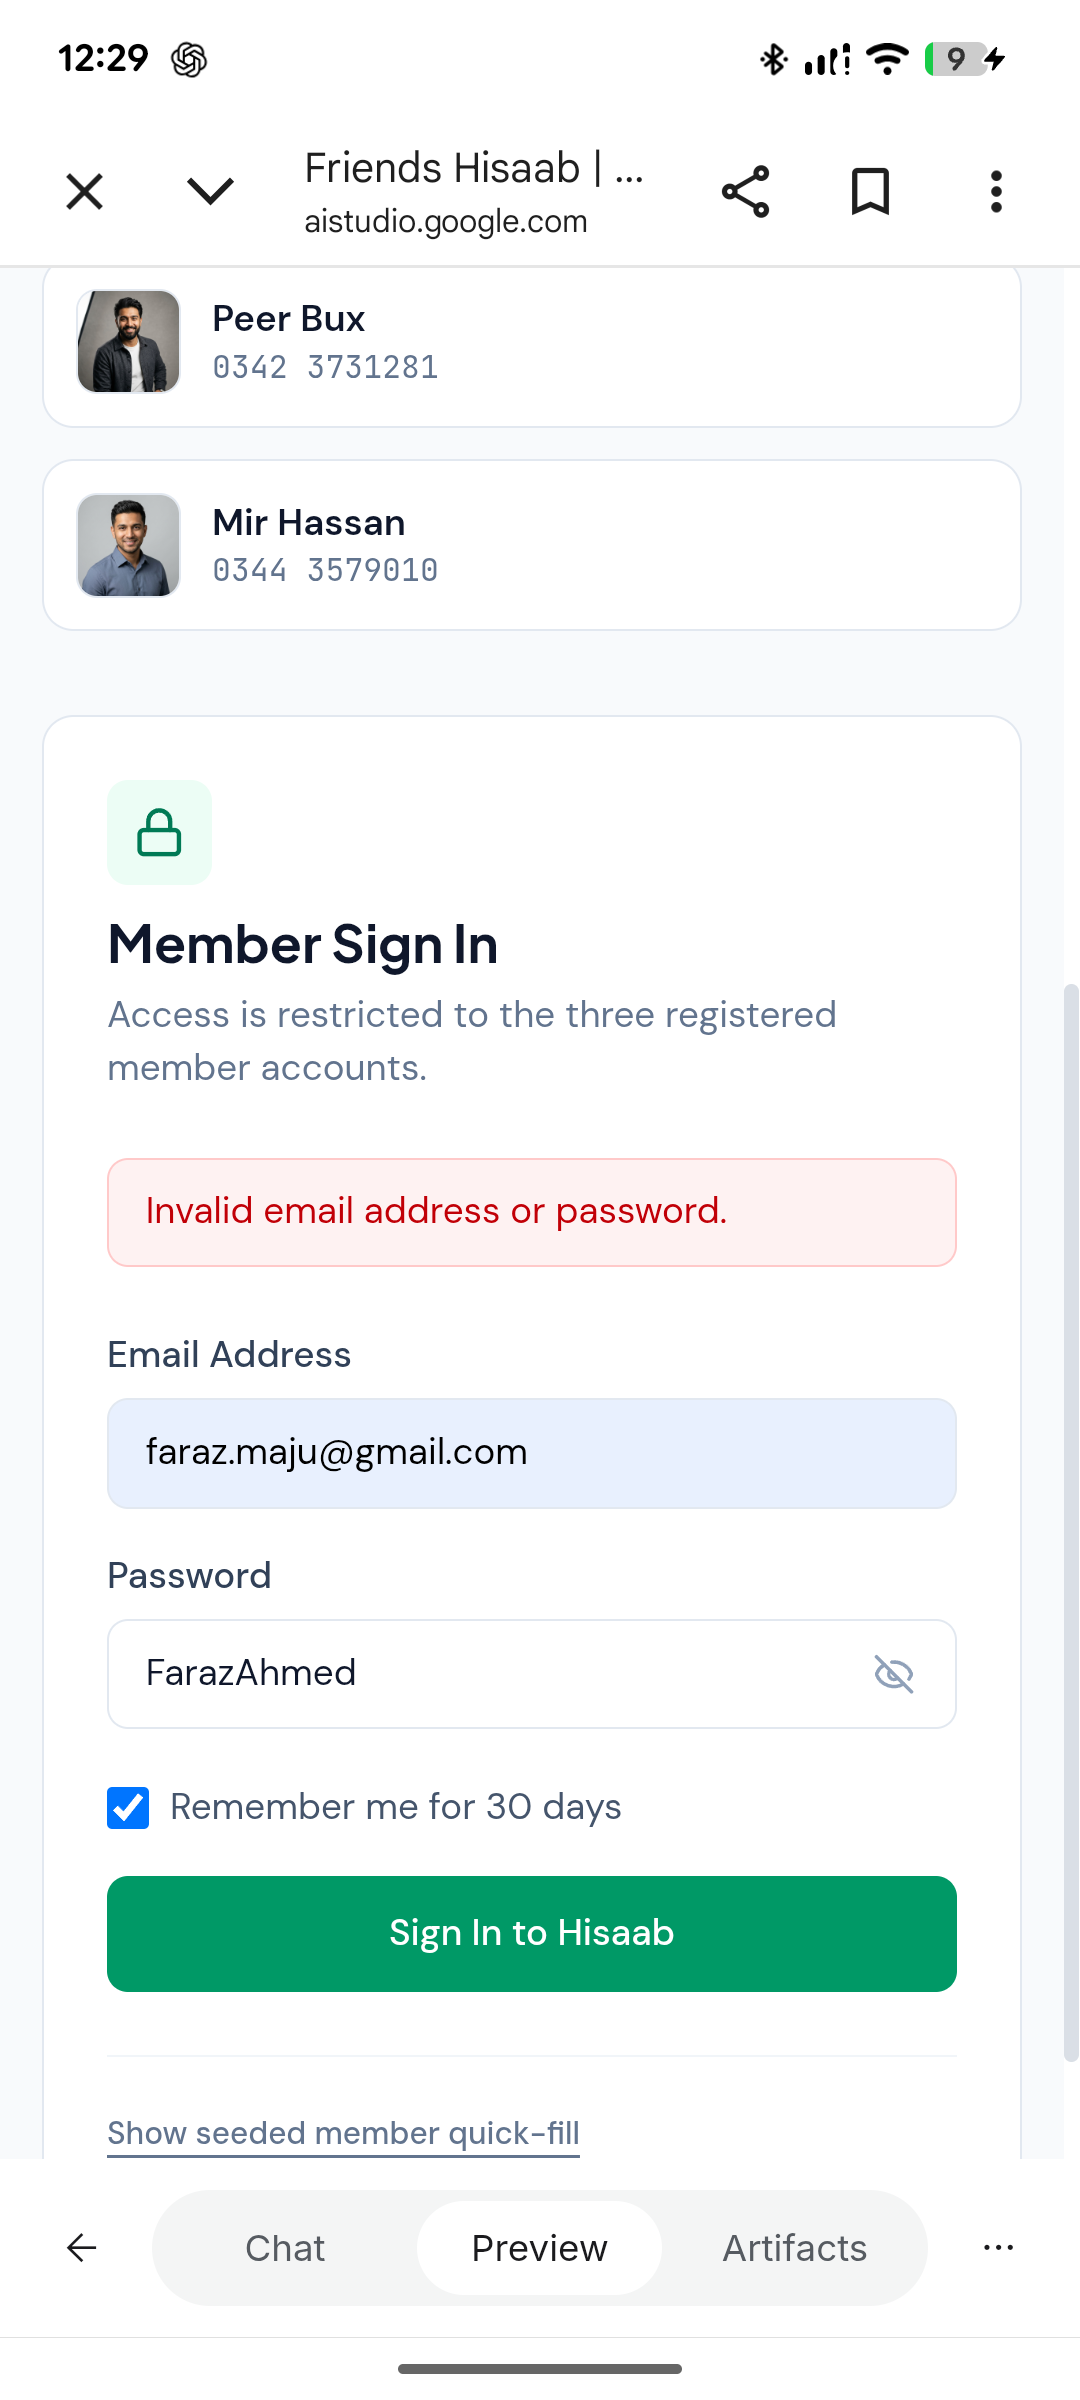 12:29
9
Friends Hisaab | ...
aistudio.google.com
Peer Bux
0342 3731281
Mir Hassan
0344 3579010
Member Sign In
Access is restricted to the three registered
member accounts.
Invalid email address or password.
Email Address
faraz.maju@gmail.com
Password
FarazAhmed
Remember me for 30 days
Sign In to Hisaab
Show seeded member quick-fill
Chat
Preview
Artifacts